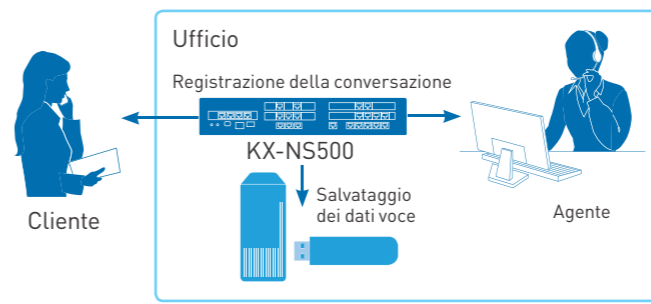 Ufficio
Registrazione della conversazione
KX-NS500
Salvataggio
dei dati voce
Cliente
Agente